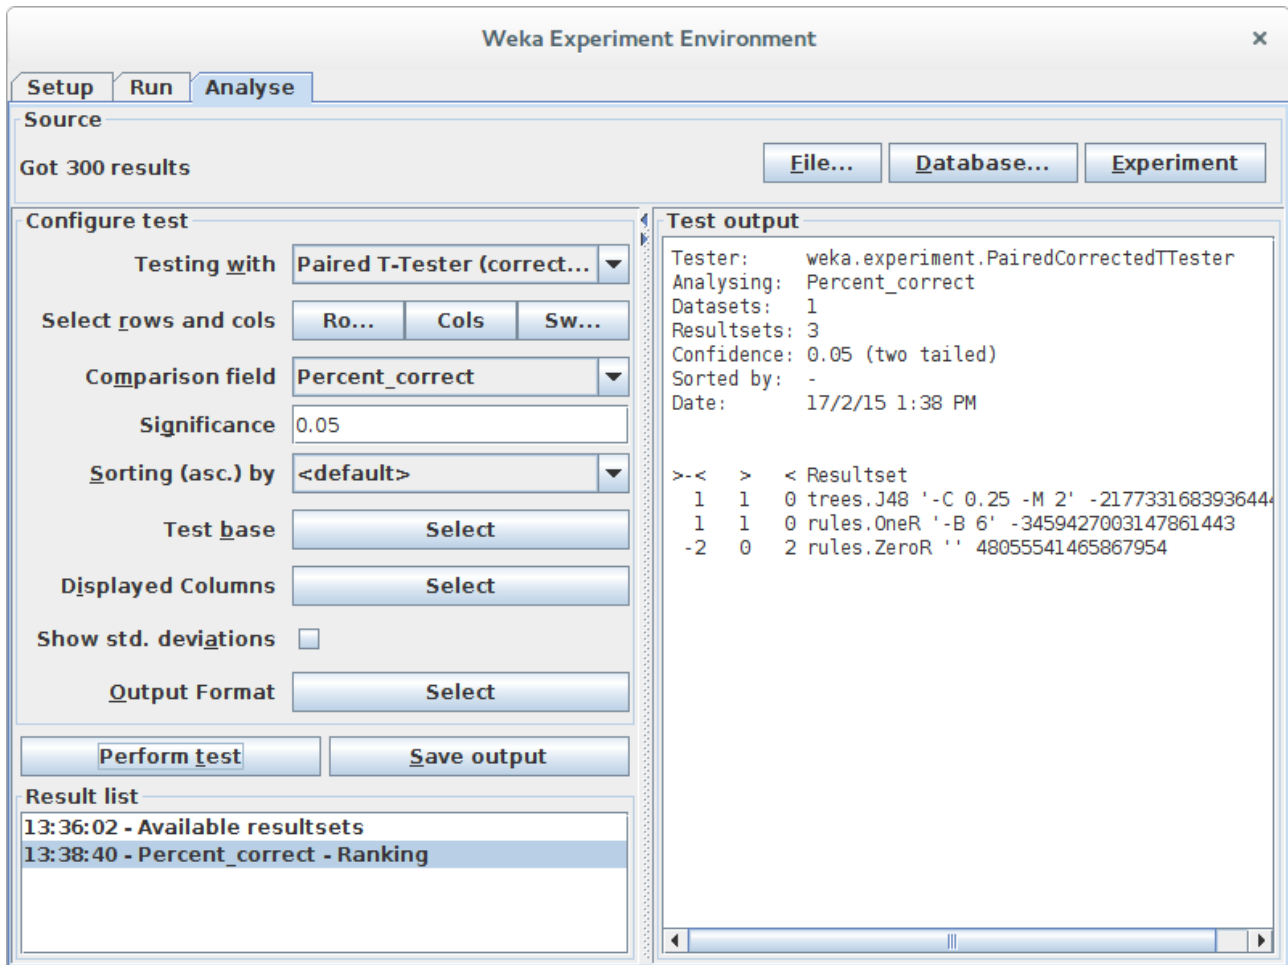 Weka Experiment Environment ×
Setup Run Analyse
Source
Got 300 results
File... Database... Experiment
Configure test
Testing with Paired T-Tester (correct...
Select rows and cols Ro... Cols Sw...
Comparison field Percent_correct
Significance 0.05
Sorting (asc.) by <default>
Test base Select
Displayed Columns Select
Show std. deviations
Output Format Select
Perform test Save output
Result list
13:36:02 - Available resultsets
13:38:40 - Percent_correct - Ranking
Test output
Tester: weka.experiment.PairedCorrectedTTester
Analysing: Percent_correct
Datasets: 1
Resultsets: 3
Confidence: 0.05 (two tailed)
Sorted by: -
Date: 17/2/15 1:38 PM
>-< > < Resultset
1 1 0 trees.J48 '-C 0.25 -M 2' -2177331683936444
1 1 0 rules.OneR '-B 6' -3459427003147861443
-2 0 2 rules.ZeroR '' 48055541465867954